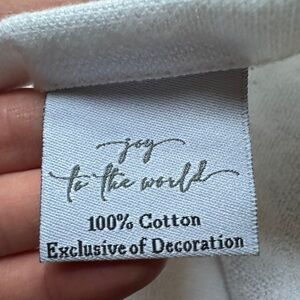 joy
to the world
100% Cotton
Exclusive of Decoration